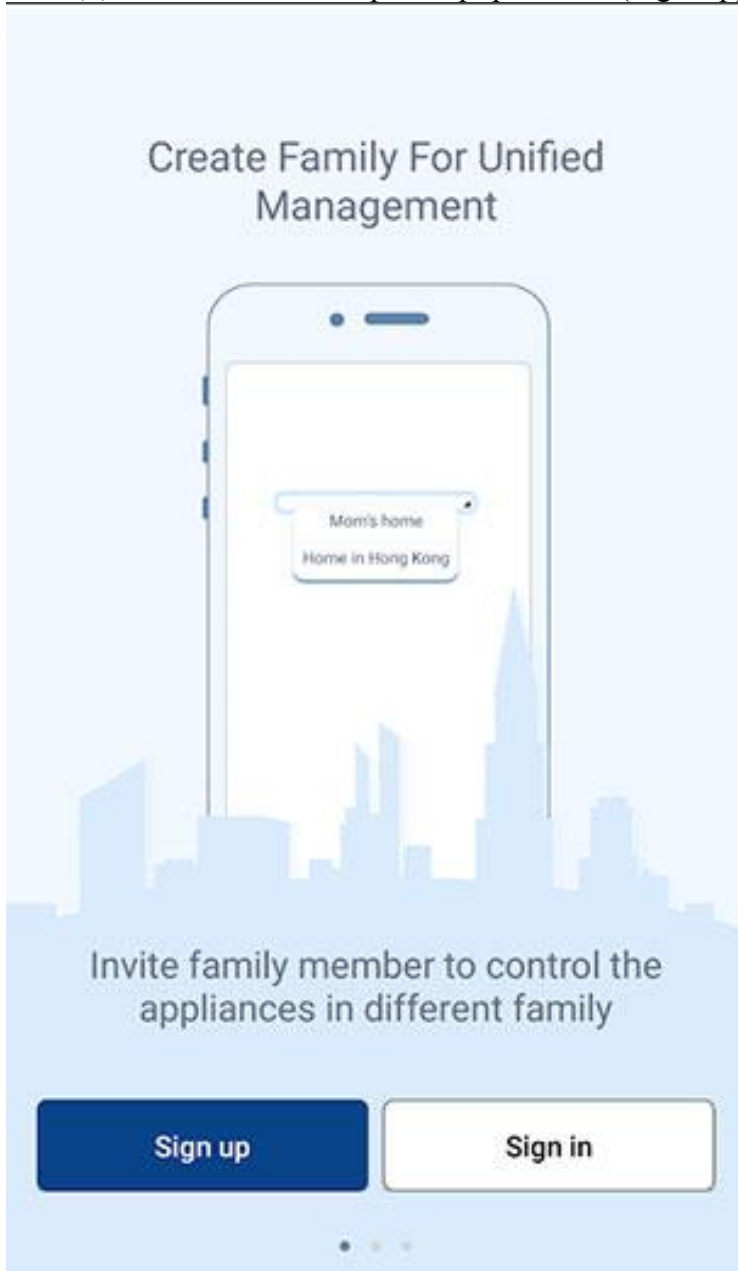 Create Family For Unified
Management
Mom's home
Home in Hong Kong
Invite family member to control the
appliances in different family
Sign up
Sign in